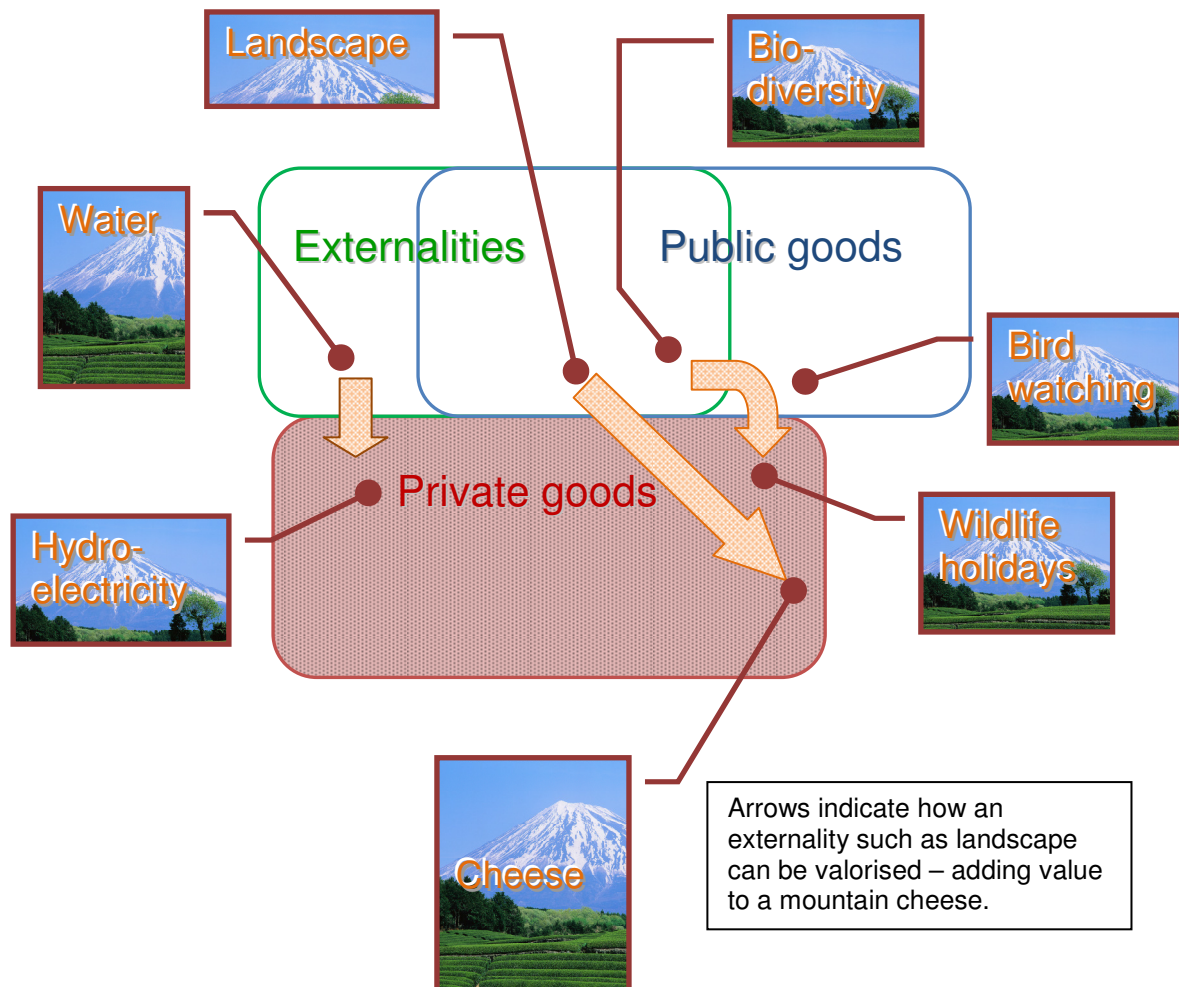 Landscape
Bio-
diversity
Water
Externalities
Public goods
Bird
watching
Private goods
Wildlife
holidays
Hydro-
electricity
Cheese
Arrows indicate how an
externality such as landscape
can be valorised – adding value
to a mountain cheese.